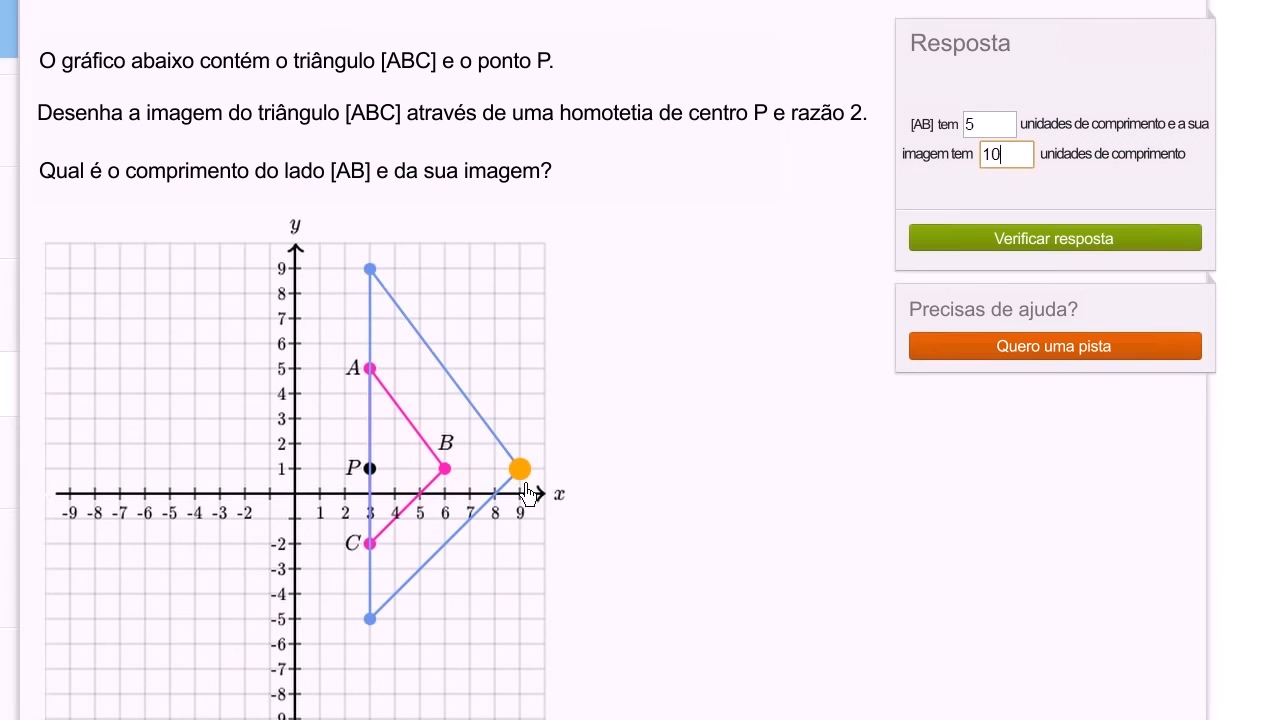 O gráfico abaixo contém o triângulo [ABC] e o ponto P.
Desenha a imagem do triângulo [ABC] através de uma homotetia de centro P e razão 2.
Qual é o comprimento do lado [AB] e da sua imagem?
y
9
8
7
6
A 5
4
3
B
2
P 1
x
-9 -8 -7 -6 -5 -4 -3 -2 1 2 3 4 5 6 7 8 9
C -2
-3
-4
-5
-6
-7
-8
Resposta
[AB] tem 5 unidades de comprimento e a sua
imagem tem 10 unidades de comprimento
Verificar resposta
Precisas de ajuda?
Quero uma pista